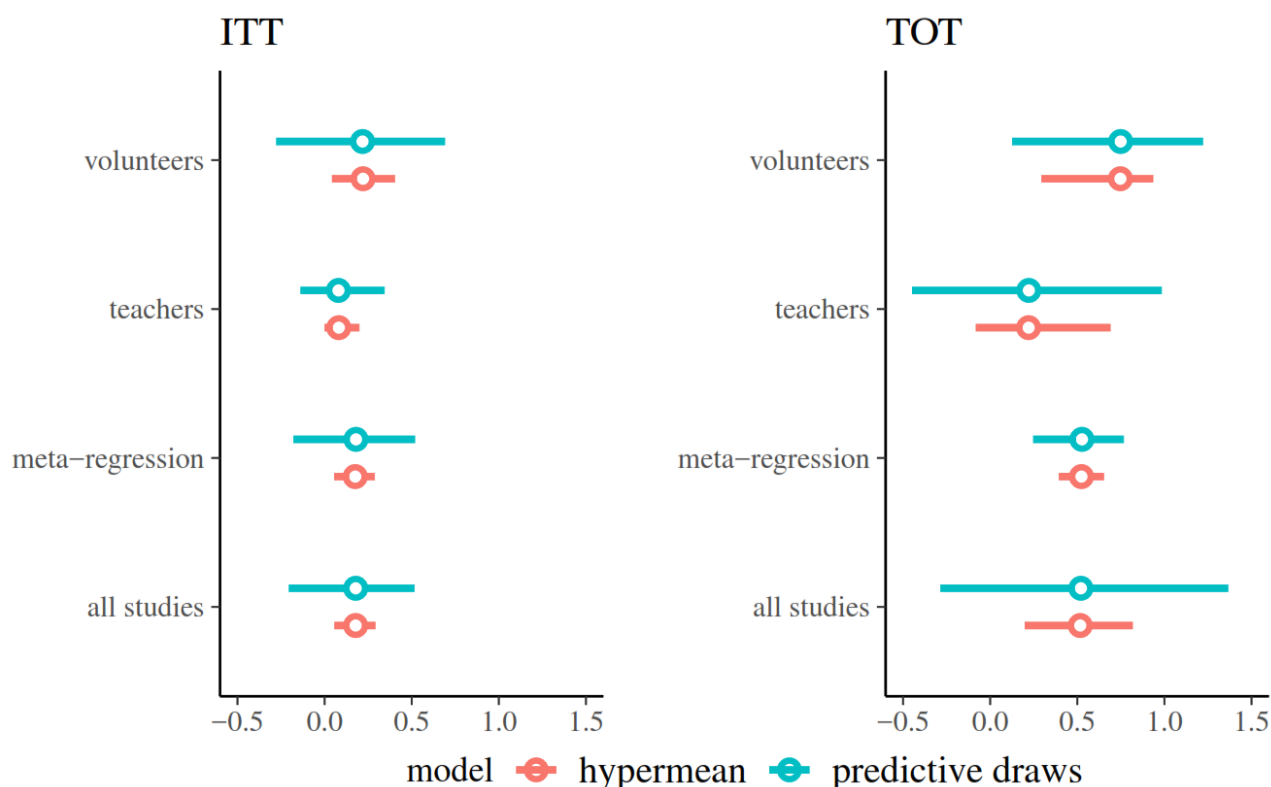 ITT
volunteers
teachers
meta−regression
all studies
−0.5 0.0 0.5 1.0 1.5
TOT
volunteers
teachers
meta−regression
all studies
−0.5 0.0 0.5 1.0 1.5
model hypermean predictive draws